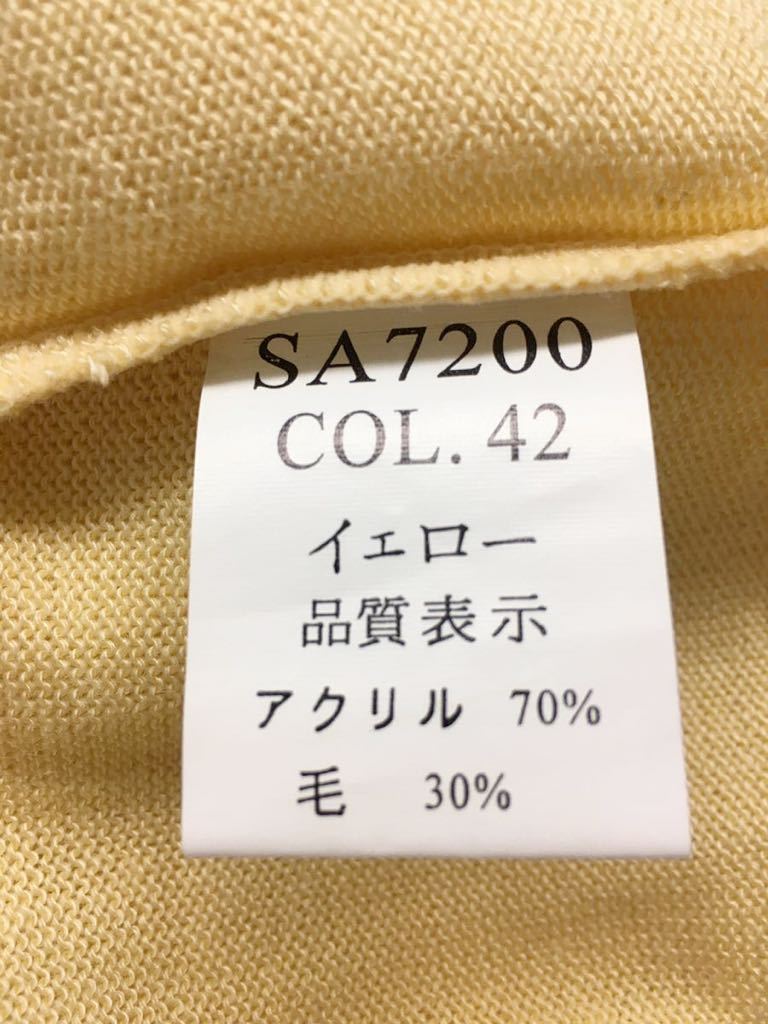 SA7200
COL. 42
イエロー
品質表示
アクリル 70%
毛 30%